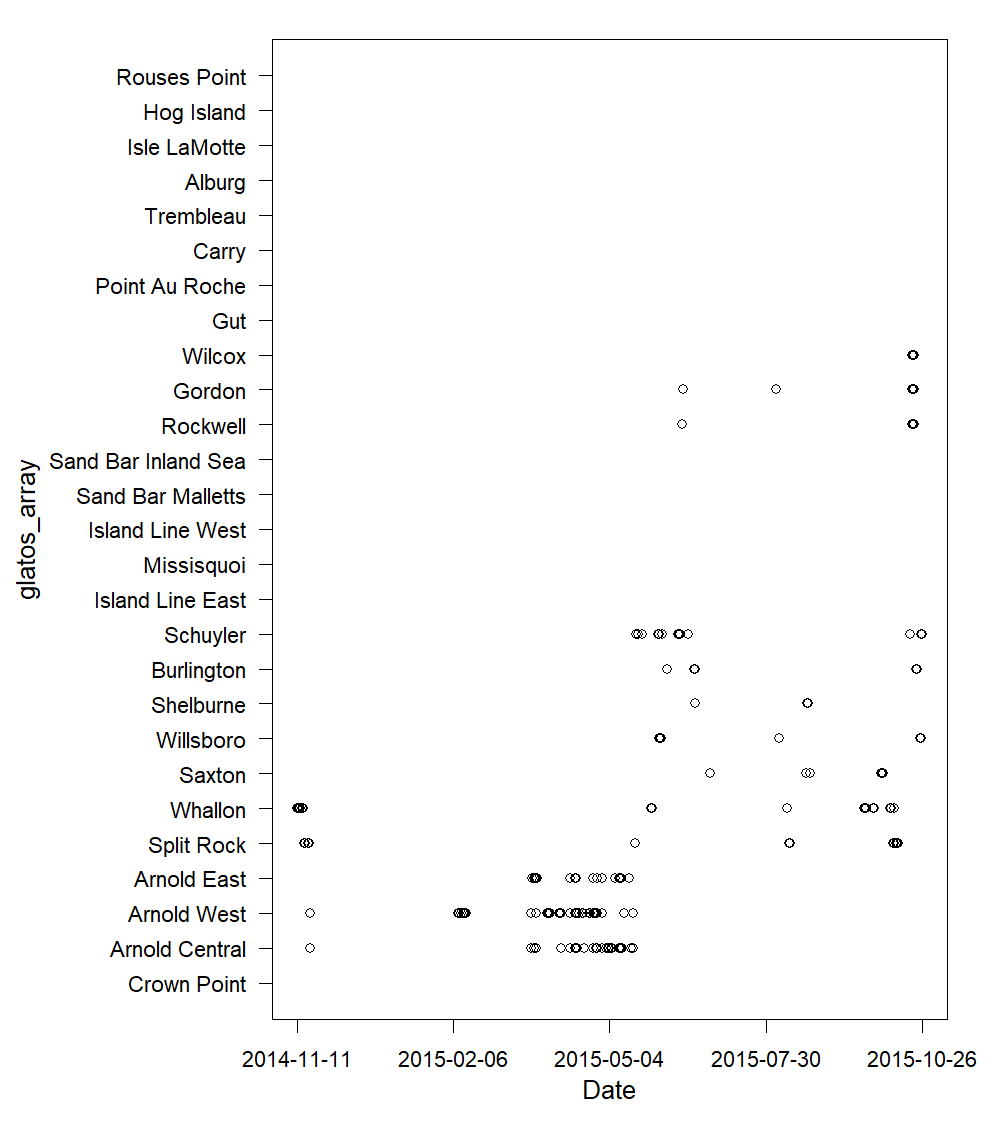 Rouses Point
Hog Island
Isle LaMotte
Alburg
Trembleau
Carry
Point Au Roche
Gut
Wilcox
Gordon
Rockwell
Sand Bar Inland Sea
Sand Bar Malletts
Island Line West
Missisquoi
Island Line East
Schuyler
Burlington
Shelburne
Willsboro
Saxton
Whallon
Split Rock
Arnold East
Arnold West
Arnold Central
Crown Point
glatos_array
2014-11-11 2015-02-06 2015-05-04 2015-07-30 2015-10-26
Date